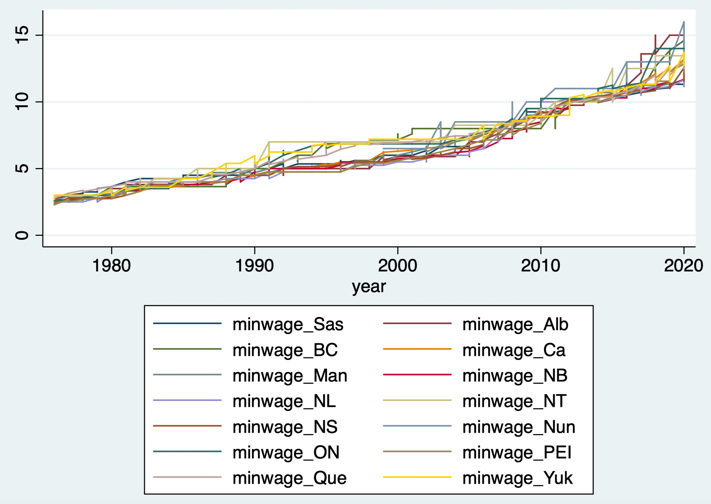 15
10
5
0
1980 1990 2000 2010 2020
year
minwage_Sas minwage_Alb
minwage_BC minwage_Ca
minwage_Man minwage_NB
minwage_NL minwage_NT
minwage_NS minwage_Nun
minwage_ON minwage_PEI
minwage_Que minwage_Yuk